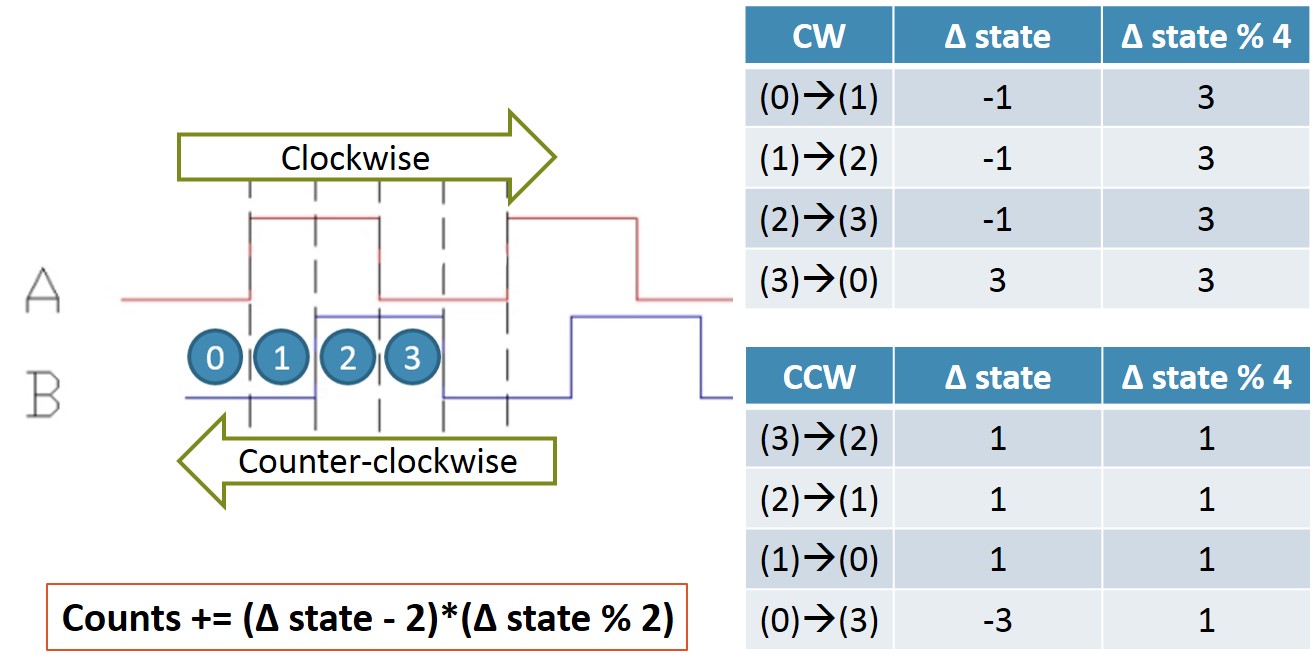 Clockwise
A
0 1 2 3
B
Counter-clockwise
Counts += (Δ state - 2)*(Δ state % 2)
CW Δ state Δ state % 4
(0)→(1) -1 3
(1)→(2) -1 3
(2)→(3) -1 3
(3)→(0) 3 3
CCW Δ state Δ state % 4
(3)→(2) 1 1
(2)→(1) 1 1
(1)→(0) 1 1
(0)→(3) -3 1